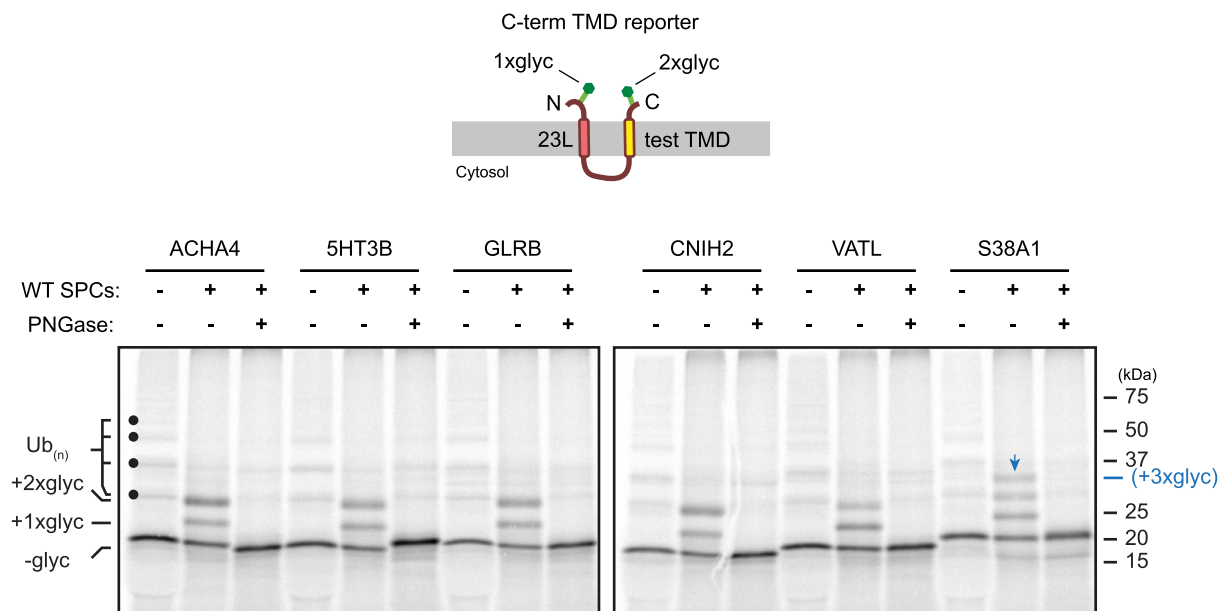 C-term TMD reporter
1xglyc 2xglyc
N C
23L test TMD
Cytosol
ACHA4 5HT3B GLRB CNIH2 VATL S38A1
WT SPCs: - + + - + + - + + - + + - + + - + +
PNGase: - - + - - + - - + - - + - - + - - +
(kDa)
75
50
37
(+3xglyc)
25
20
15
Ub(n)
+2xglyc
+1xglyc
-glyc